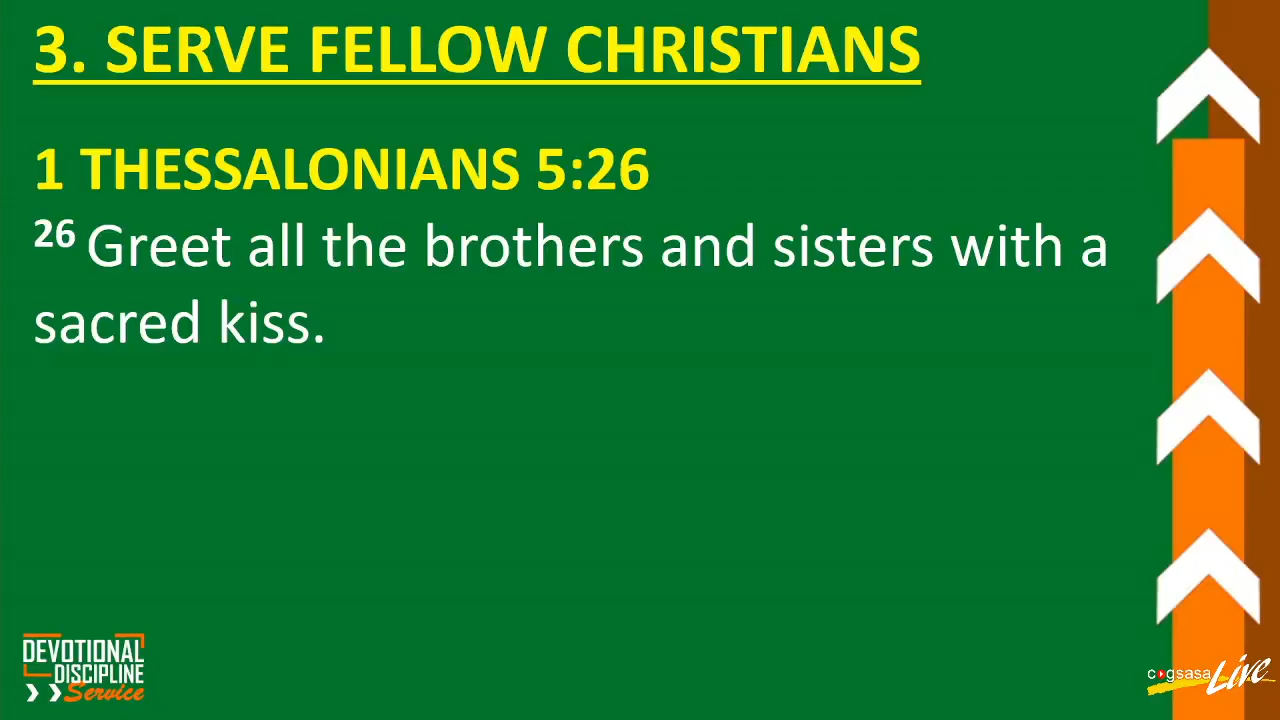 3. SERVE FELLOW CHRISTIANS
1 THESSALONIANS 5:26
26 Greet all the brothers and sisters with a
sacred kiss.
DEVOTIONAL
DISCIPLINE
Service
cogsasa Live